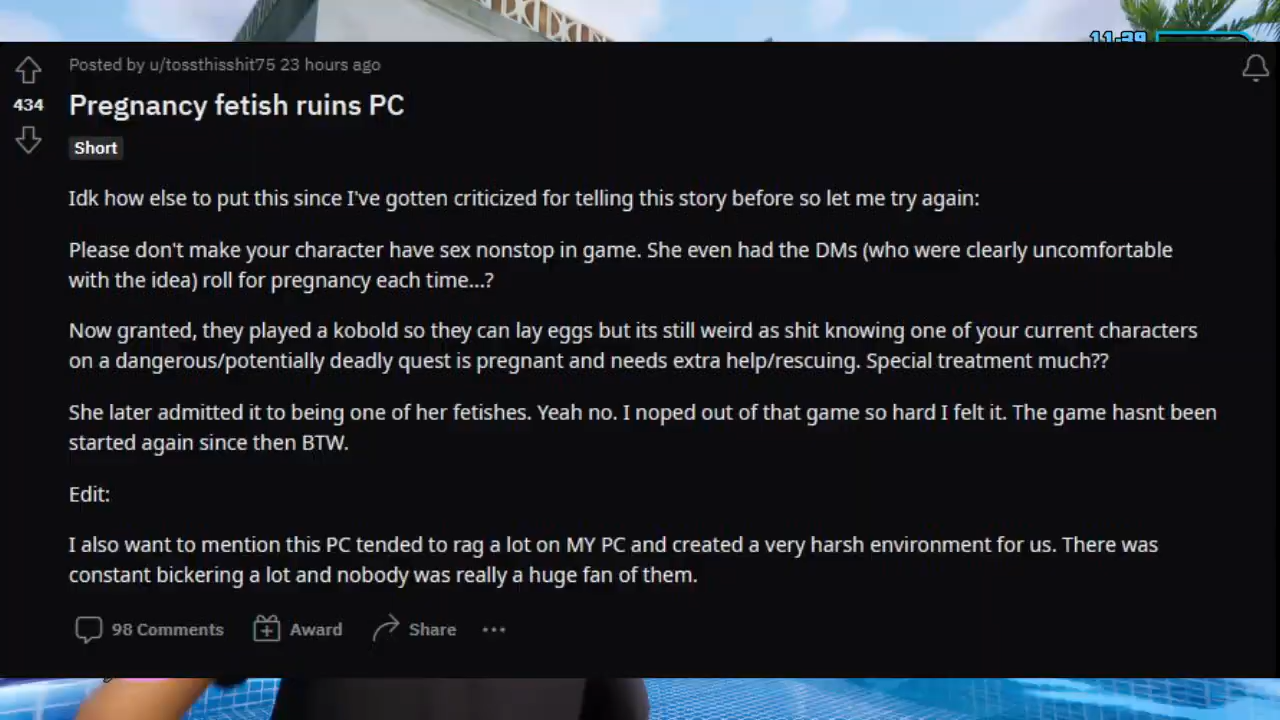 11:39
Posted by u/tossthisshit75 23 hours ago
434
Pregnancy fetish ruins PC
Short
Idk how else to put this since I've gotten criticized for telling this story before so let me try again:
Please don't make your character have sex nonstop in game. She even had the DMs (who were clearly uncomfortable
with the idea) roll for pregnancy each time...?
Now granted, they played a kobold so they can lay eggs but its still weird as shit knowing one of your current characters
on a dangerous/potentially deadly quest is pregnant and needs extra help/rescuing. Special treatment much??
She later admitted it to being one of her fetishes. Yeah no. I noped out of that game so hard I felt it. The game hasnt been
started again since then BTW.
Edit:
I also want to mention this PC tended to rag a lot on MY PC and created a very harsh environment for us. There was
constant bickering a lot and nobody was really a huge fan of them.
98 Comments Award Share